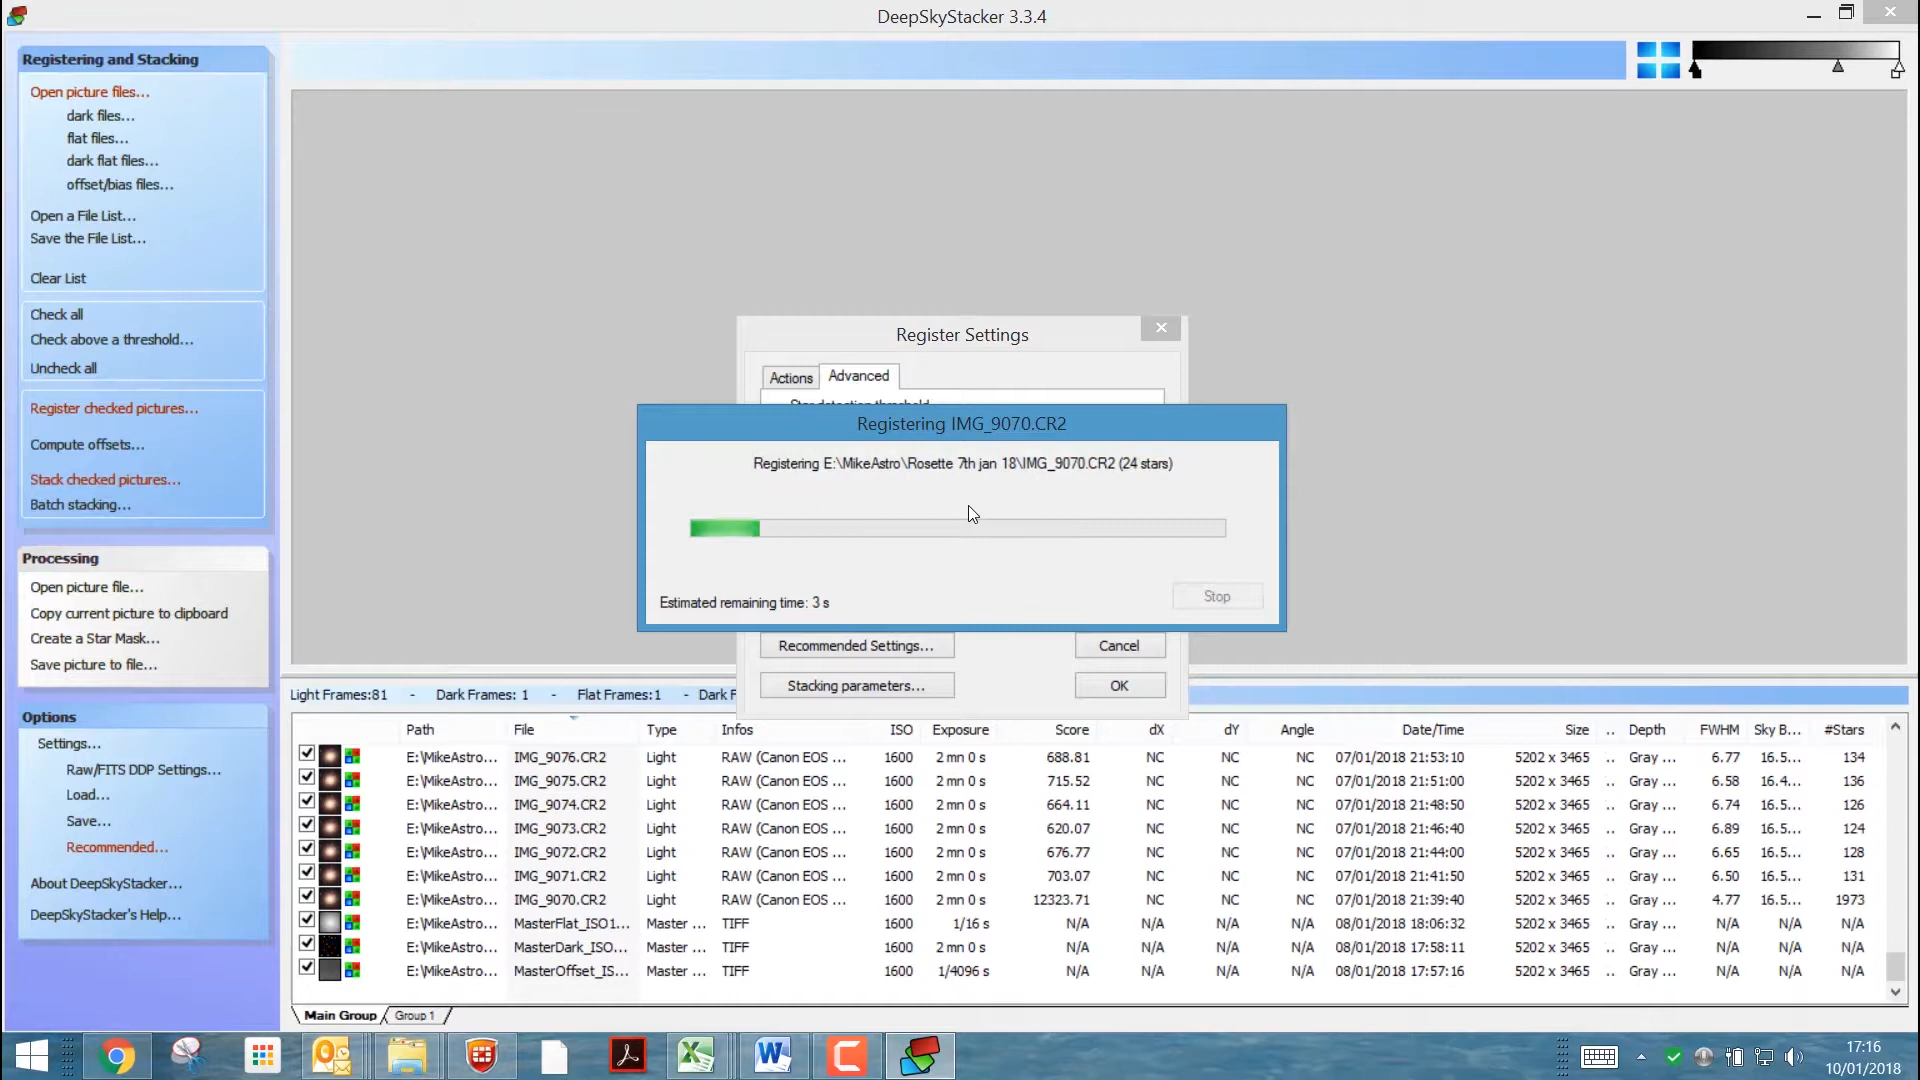 DeepSkyStacker 3.3.4
Registering and Stacking
Open picture files...
dark files...
flat files...
dark flat files...
offset/bias files...
Open a File List...
Save the File List...
Clear List
Check all
Check above a threshold...
Uncheck all
Register checked pictures...
Compute offsets...
Stack checked pictures...
Batch stacking...
Processing
Open picture file...
Copy current picture to clipboard
Create a Star Mask...
Save picture to file...
Options
Settings...
Raw/FITS DDP Settings...
Load...
Save...
Recommended...
About DeepSkyStacker...
DeepSkyStacker's Help...
Register Settings
Actions Advanced
Registering IMG_9070.CR2
Registering E:\MikeAstro\Rosette 7th jan 18\IMG_9070.CR2 (24 stars)
Estimated remaining time: 3 s
Stop
Recommended Settings... Cancel
Stacking parameters... OK
Light Frames:81 - Dark Frames: 1 - Flat Frames:1 - Dark F
Path File Type Infos ISO Exposure Score dX dY Angle Date/Time Size .. Depth FWHM Sky B... #Stars
E:\MikeAstro... IMG_9076.CR2 Light RAW (Canon EOS ... 1600 2 mn 0 s 688.81 NC NC NC 07/01/2018 21:53:10 5202 x 3465 .. Gray ... 6.77 16.5... 134
E:\MikeAstro... IMG_9075.CR2 Light RAW (Canon EOS ... 1600 2 mn 0 s 715.52 NC NC NC 07/01/2018 21:51:00 5202 x 3465 .. Gray ... 6.58 16.4... 136
E:\MikeAstro... IMG_9074.CR2 Light RAW (Canon EOS ... 1600 2 mn 0 s 664.11 NC NC NC 07/01/2018 21:48:50 5202 x 3465 .. Gray ... 6.74 16.5... 126
E:\MikeAstro... IMG_9073.CR2 Light RAW (Canon EOS ... 1600 2 mn 0 s 620.07 NC NC NC 07/01/2018 21:46:40 5202 x 3465 .. Gray ... 6.89 16.5... 124
E:\MikeAstro... IMG_9072.CR2 Light RAW (Canon EOS ... 1600 2 mn 0 s 676.77 NC NC NC 07/01/2018 21:44:00 5202 x 3465 .. Gray ... 6.65 16.5... 128
E:\MikeAstro... IMG_9071.CR2 Light RAW (Canon EOS ... 1600 2 mn 0 s 703.07 NC NC NC 07/01/2018 21:41:50 5202 x 3465 .. Gray ... 6.50 16.5... 131
E:\MikeAstro... IMG_9070.CR2 Light RAW (Canon EOS ... 1600 2 mn 0 s 12323.71 NC NC NC 07/01/2018 21:39:40 5202 x 3465 .. Gray ... 4.77 16.5... 1973
E:\MikeAstro... MasterFlat_ISO1... Master ... TIFF 1600 1/16 s N/A N/A N/A N/A 08/01/2018 18:06:32 5202 x 3465 .. Gray ... N/A N/A N/A
E:\MikeAstro... MasterDark_ISO... Master ... TIFF 1600 2 mn 0 s N/A N/A N/A N/A 08/01/2018 17:58:11 5202 x 3465 .. Gray ... N/A N/A N/A
E:\MikeAstro... MasterOffset_IS... Master ... TIFF 1600 1/4096 s N/A N/A N/A N/A 08/01/2018 17:57:16 5202 x 3465 .. Gray ... N/A N/A N/A
Main Group Group 1
17:16
10/01/2018